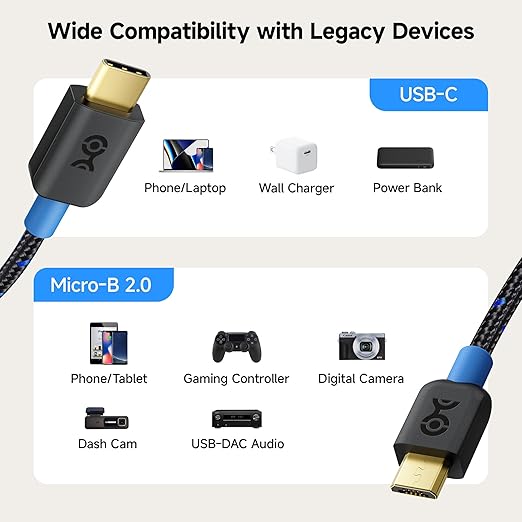 Wide Compatibility with Legacy Devices
USB-C
Phone/Laptop
Wall Charger
Power Bank
Micro-B 2.0
Phone/Tablet
Gaming Controller
Digital Camera
Dash Cam
USB-DAC Audio